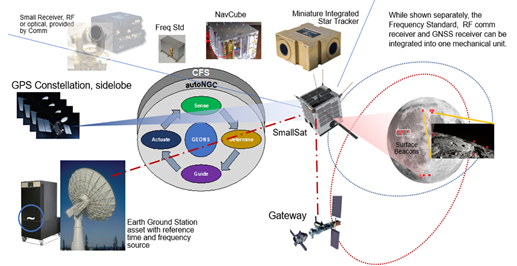 Small Receiver, RF
or optical, provided
by Comm
Freq Std
NavCube
Miniature Integrated
Star Tracker
While shown separately, the
Frequency Standard, RF comm
receiver and GNSS receiver can be
integrated into one mechanical unit.
GPS Constellation, sidelobe
CFS
autoNGC
Sense
Actuate
GEONS
Determine
Guide
SmallSat
Surface
Beacons
Gateway
~
Earth Ground Station
asset with reference
time and frequency
source